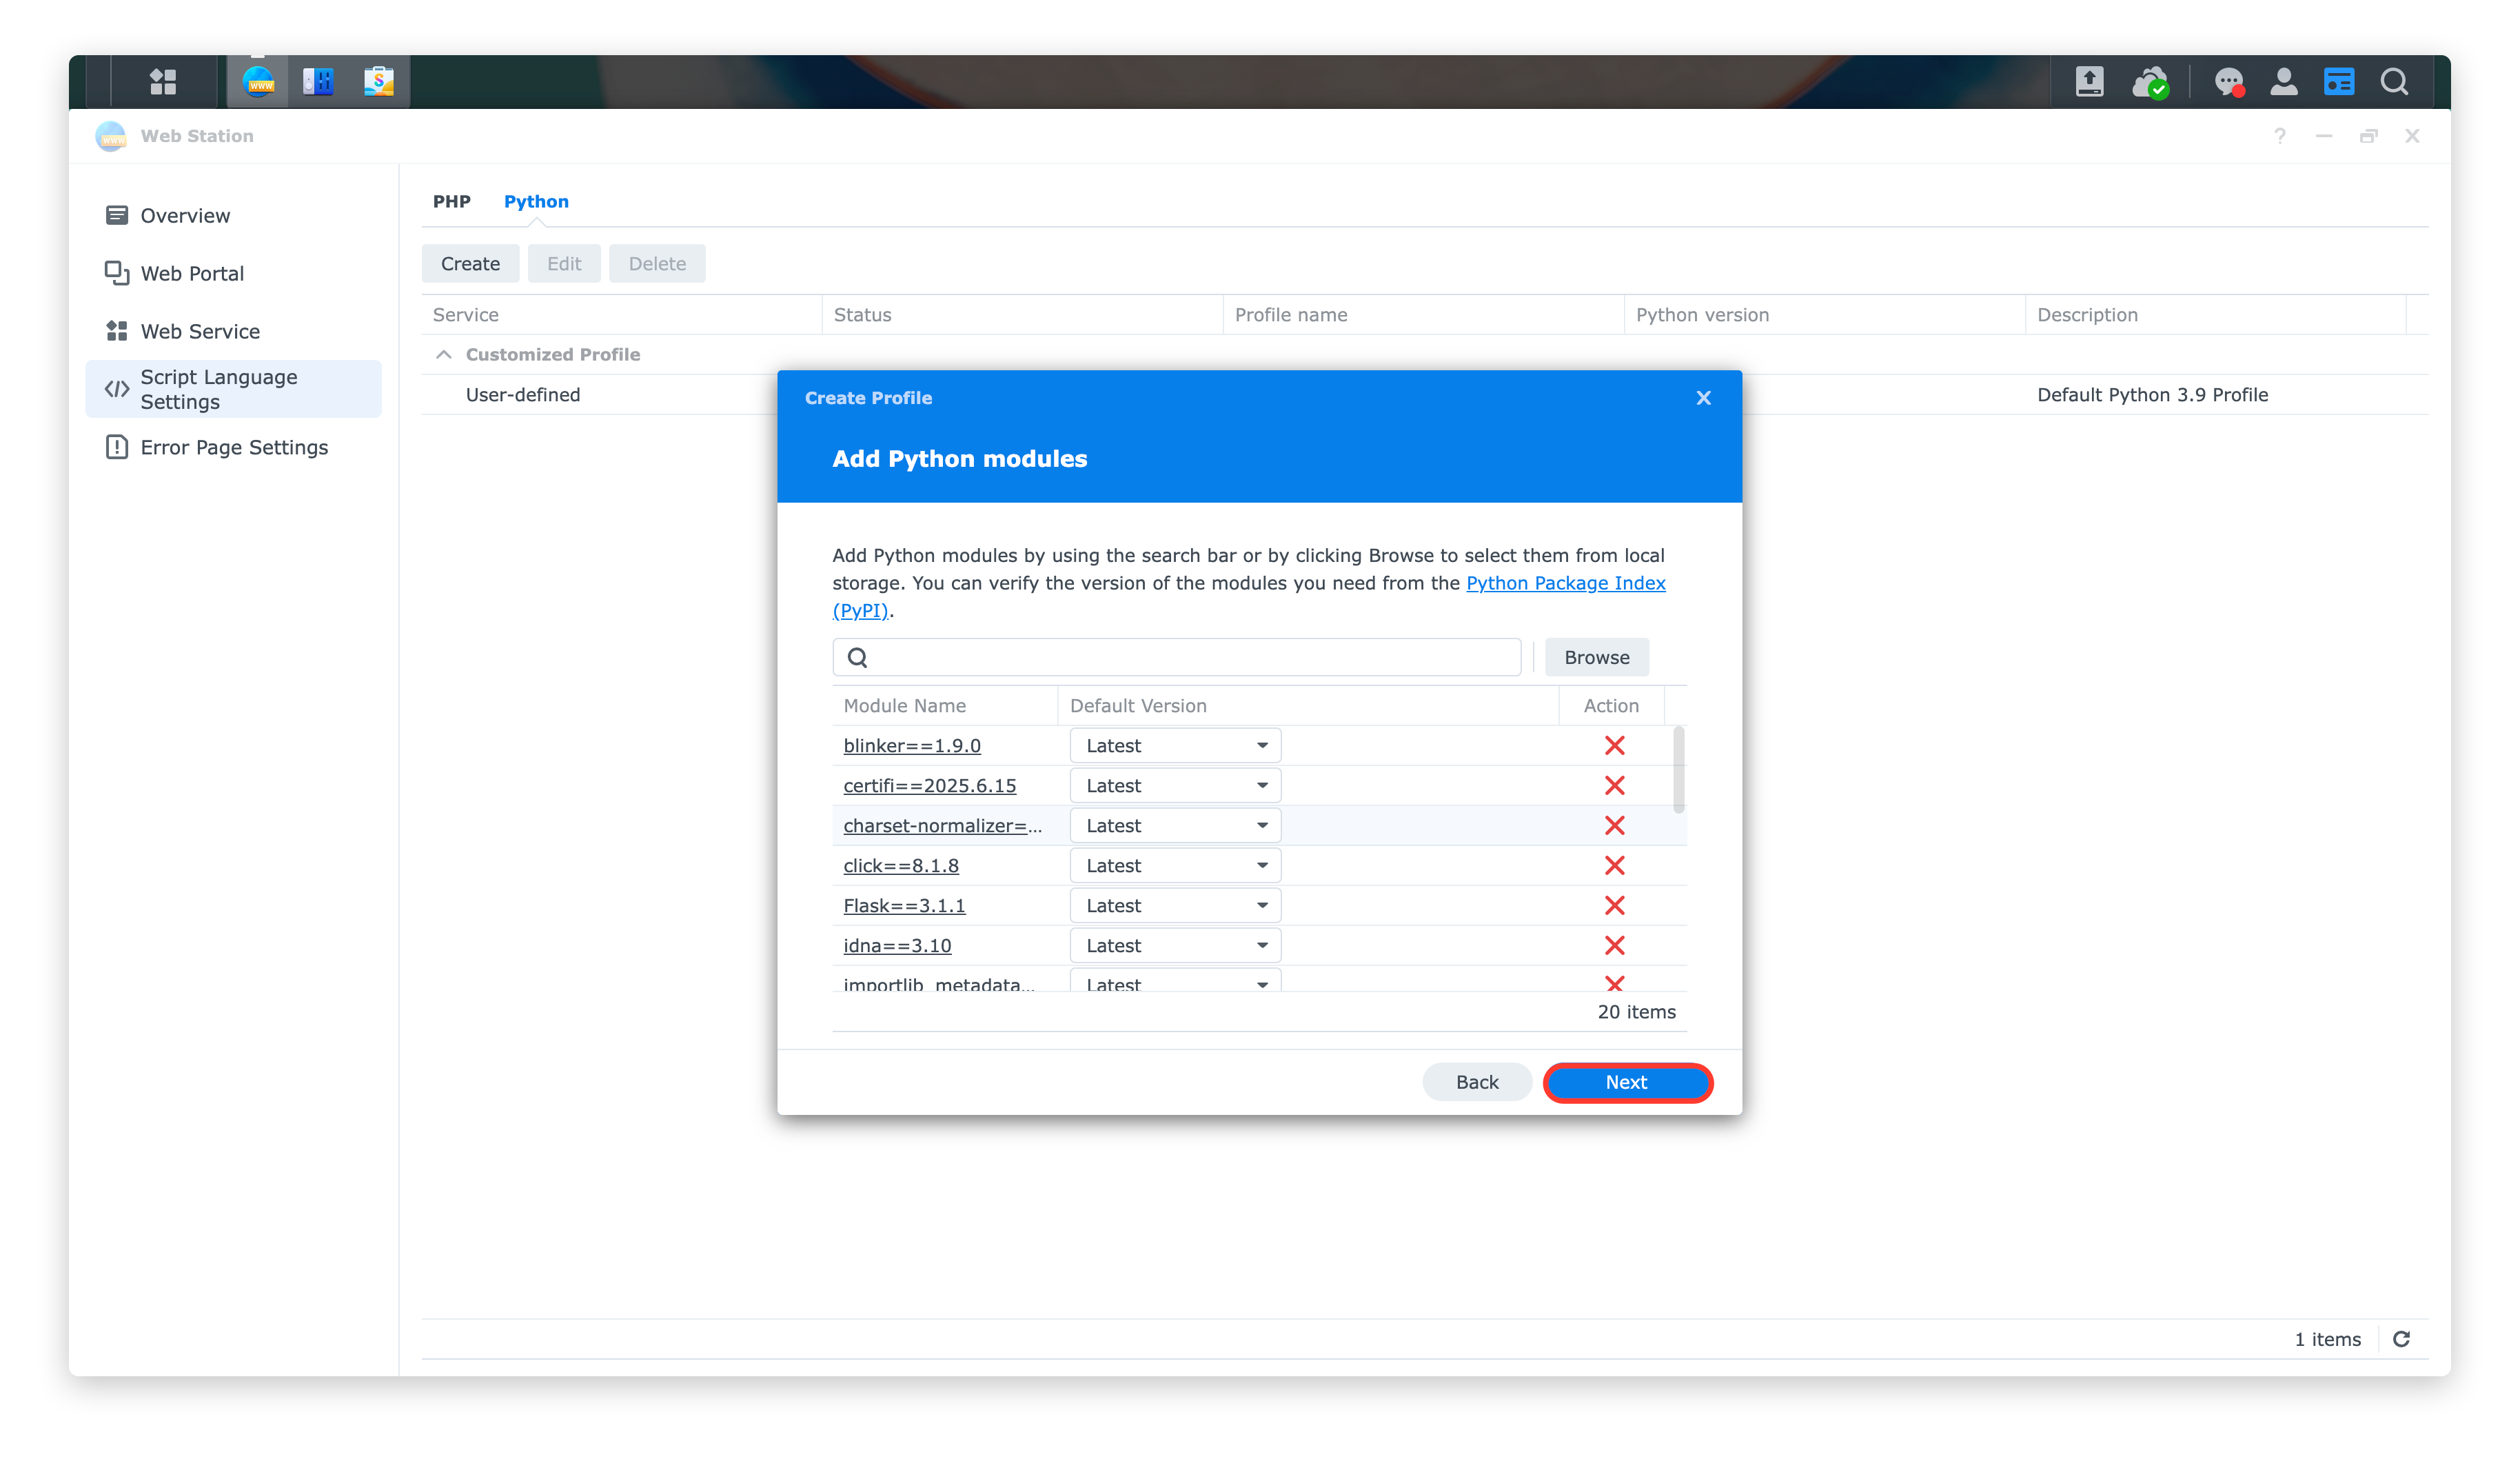 Web Station
?
Overview
Web Portal
Web Service
Script Language
Settings
Error Page Settings
PHP Python
Create Edit Delete
Service Status Profile name Python version Description
Customized Profile
User-defined Default Python 3.9 Profile
Create Profile
Add Python modules
Add Python modules by using the search bar or by clicking Browse to select them from local
storage. You can verify the version of the modules you need from the Python Package Index
(PyPI).
Browse
Module Name Default Version Action
blinker==1.9.0 Latest
certifi==2025.6.15 Latest
charset-normalizer=... Latest
click==8.1.8 Latest
Flask==3.1.1 Latest
idna==3.10 Latest
importlib_metadata... Latest
20 items
Back Next
1 items